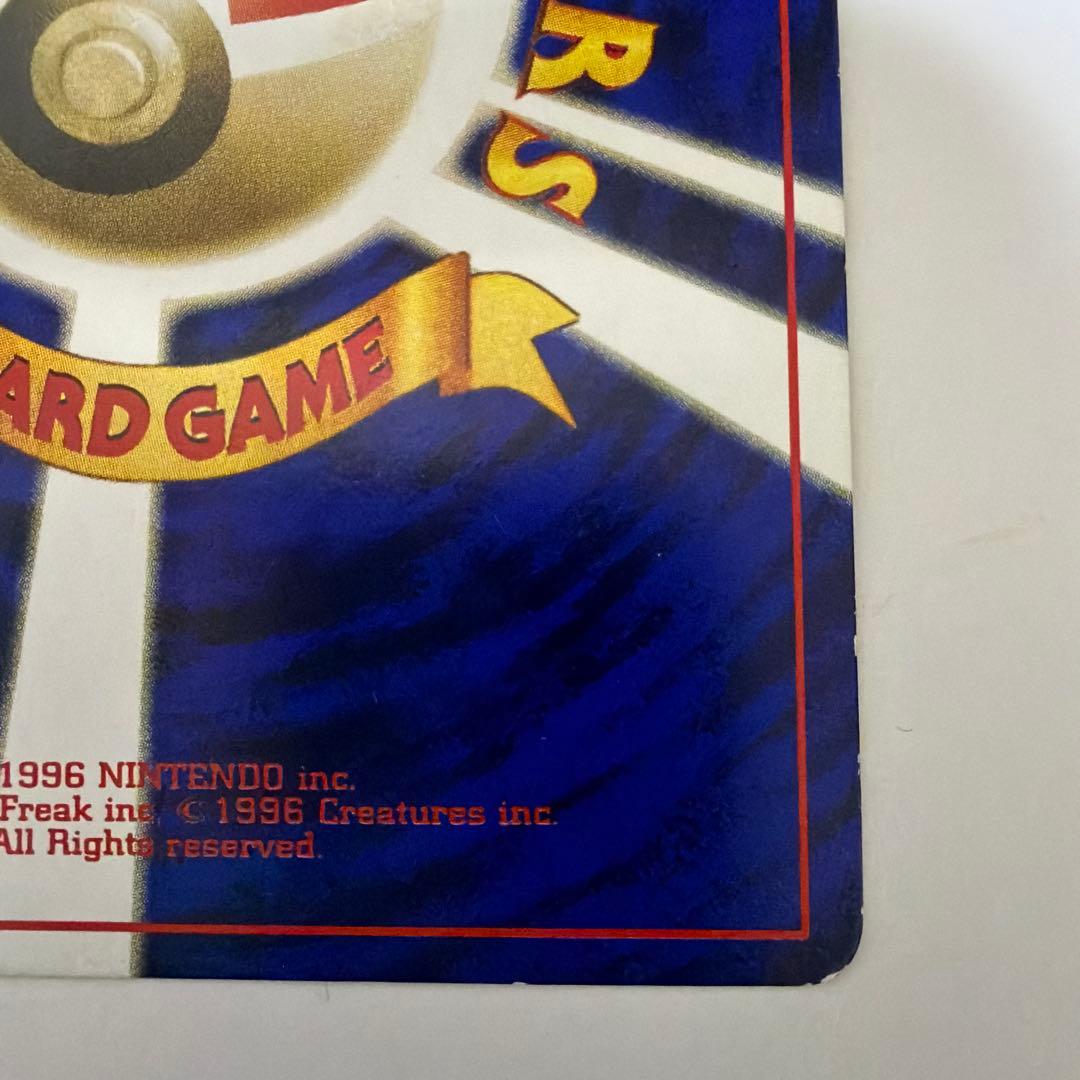 R
S
ARD GAME
1996 NINTENDO inc.
Freak inc. © 1996 Creatures inc.
All Rights reserved.